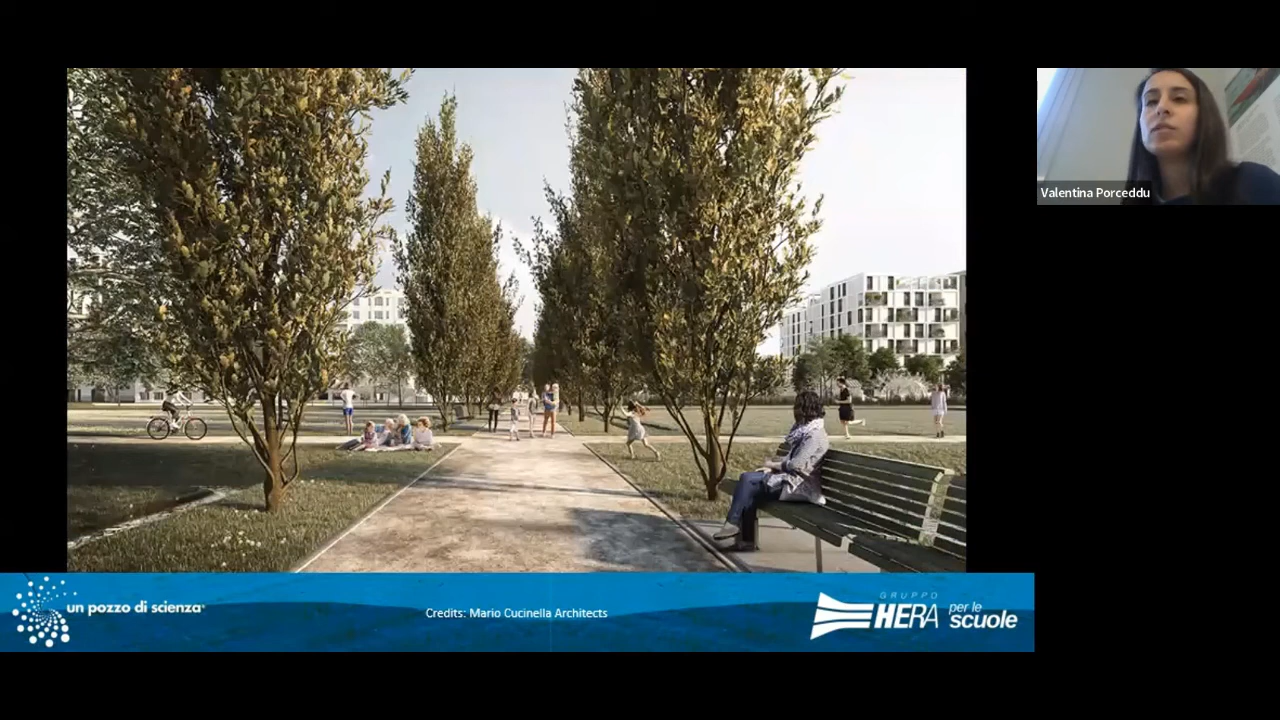 Valentina Porceddu
un pozzo di scienza
Credits: Mario Cucinella Architects
GRUPPO
HERA
per le
scuole